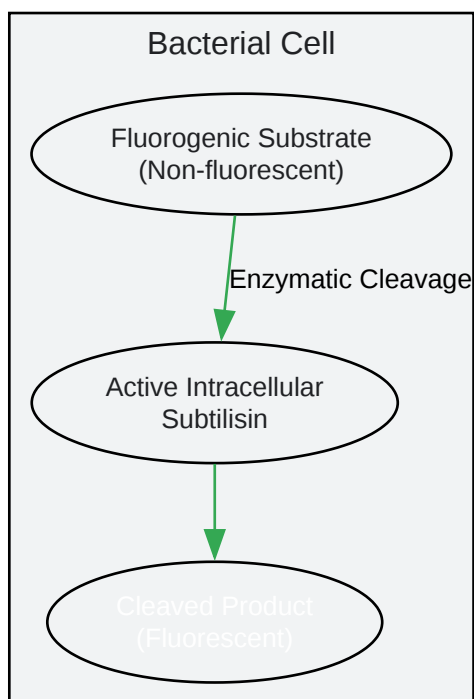 Bacterial Cell
Fluorogenic Substrate
(Non-fluorescent)
Enzymatic Cleavage
Active Intracellular
Subtilisin
Cleaved Product
(Fluorescent)